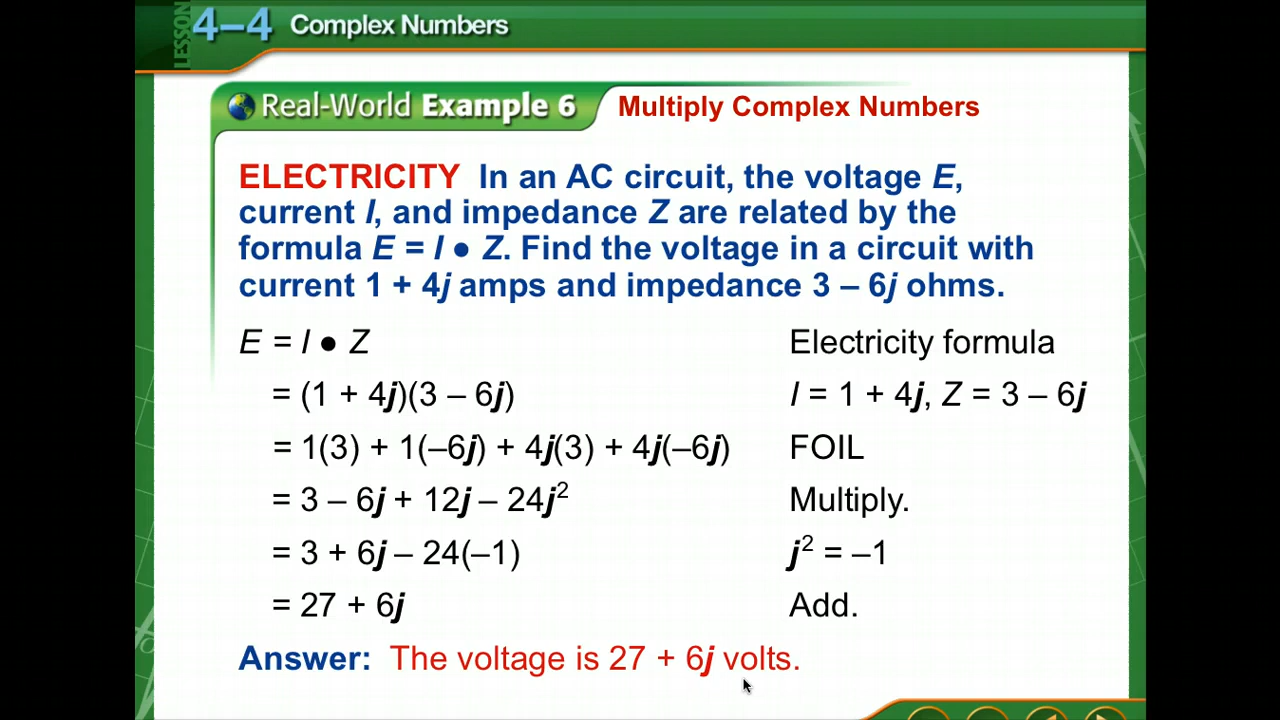 LESSON 4–4 Complex Numbers
Real-World Example 6 Multiply Complex Numbers
ELECTRICITY In an AC circuit, the voltage E,
current I, and impedance Z are related by the
formula E = I • Z. Find the voltage in a circuit with
current 1 + 4j amps and impedance 3 – 6j ohms.
E = I • Z Electricity formula
= (1 + 4j)(3 – 6j) I = 1 + 4j, Z = 3 – 6j
= 1(3) + 1(–6j) + 4j(3) + 4j(–6j) FOIL
= 3 – 6j + 12j – 24j² Multiply.
= 3 + 6j – 24(–1) j² = –1
= 27 + 6j Add.
Answer: The voltage is 27 + 6j volts.